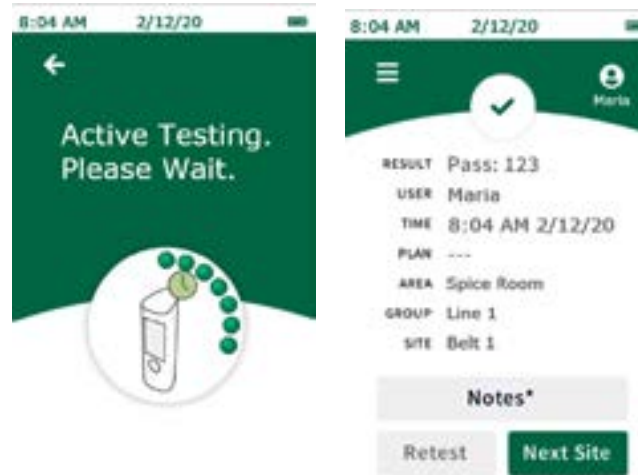 8:04 AM 2/12/20
Active Testing.
Please Wait.
8:04 AM 2/12/20
Maria
RESULT Pass: 123
USER Maria
TIME 8:04 AM 2/12/20
PLAN ---
AREA Spice Room
GROUP Line 1
SITE Belt 1
Notes*
Retest Next Site